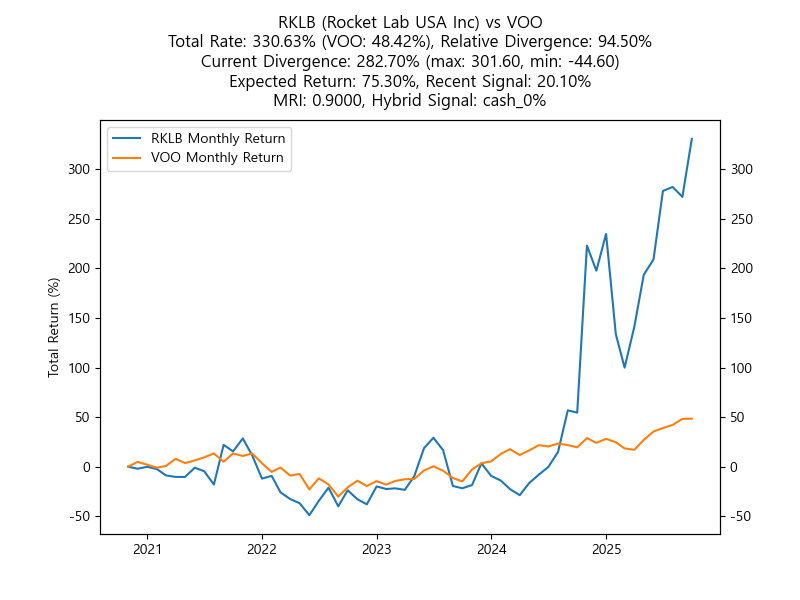 RKLB (Rocket Lab USA Inc) vs VOO
Total Rate: 330.63% (VOO: 48.42%), Relative Divergence: 94.50%
Current Divergence: 282.70% (max: 301.60, min: -44.60)
Expected Return: 75.30%, Recent Signal: 20.10%
MRI: 0.9000, Hybrid Signal: cash_0%
RKLB Monthly Return
VOO Monthly Return
Total Return (%)
300
250
200
150
100
50
0
-50
300
250
200
150
100
50
0
-50
2021
2022
2023
2024
2025